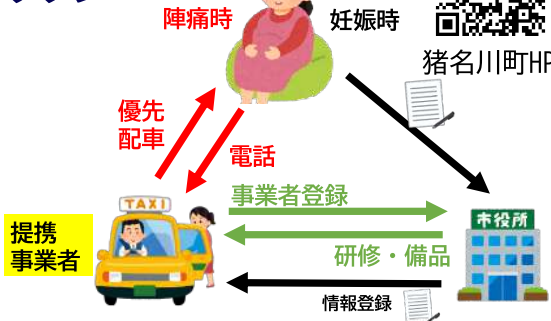 陣痛時
妊娠時
猪名川町HP
優先
配車
電話
TAXI
事業者登録
市役所
提携
事業者
研修・備品
情報登録